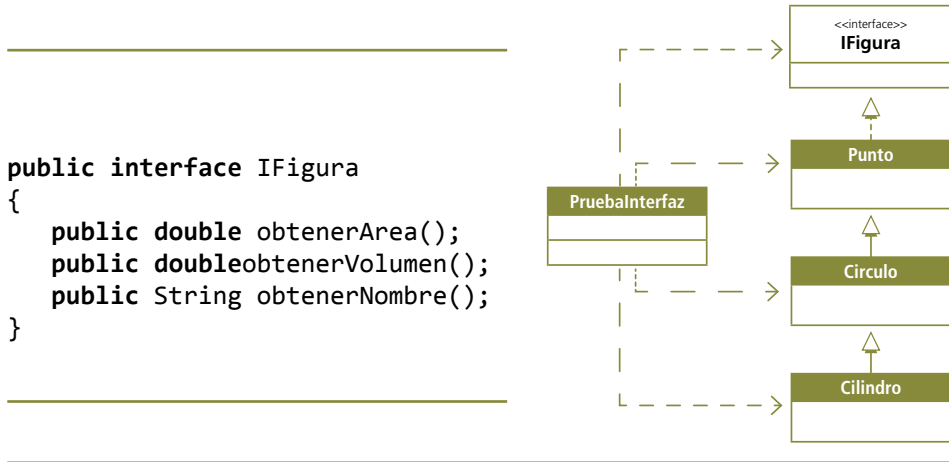 public interface IFigura
{
public double obtenerArea();
public doubleobtenerVolumen();
public String obtenerNombre();
}
<<interface>>
IFigura
Punto
PruebaInterfaz
Circulo
Cilindro